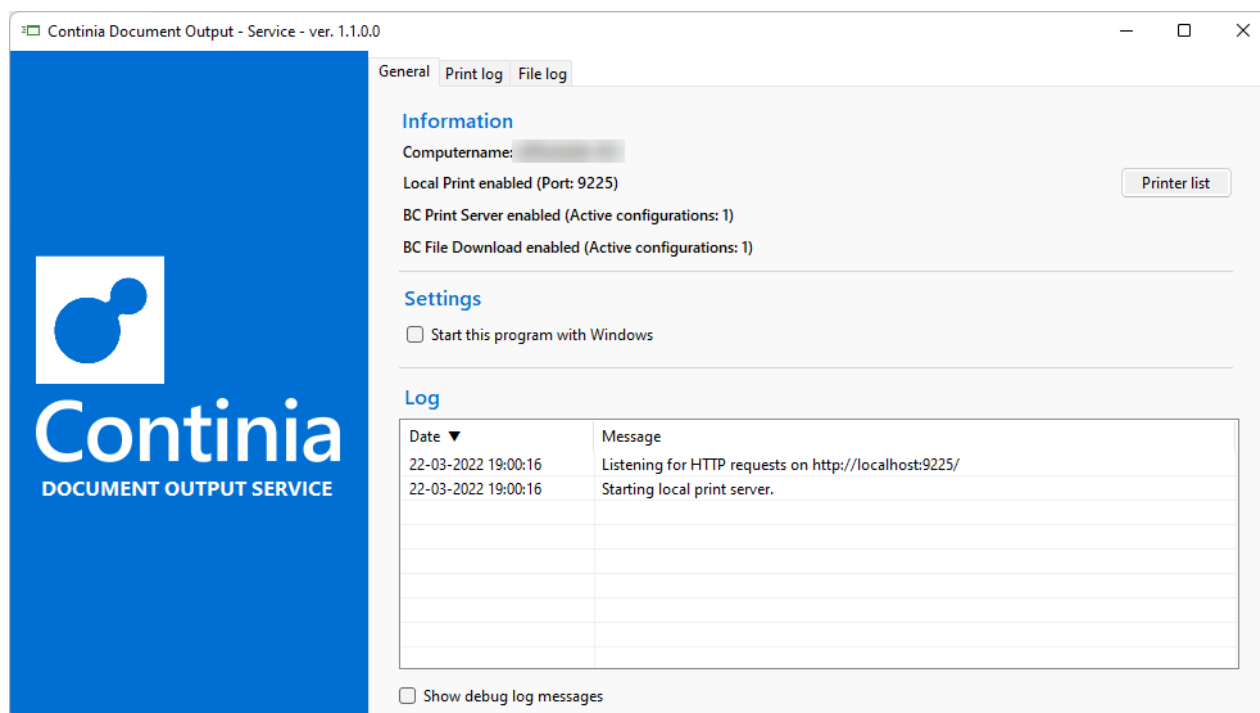 Continia Document Output - Service - ver. 1.1.0.0
General Print log File log
Information
Computername:
Local Print enabled (Port: 9225)
Printer list
BC Print Server enabled (Active configurations: 1)
BC File Download enabled (Active configurations: 1)
Settings
Start this program with Windows
Continia
DOCUMENT OUTPUT SERVICE
Log
Date ▼ Message
22-03-2022 19:00:16 Listening for HTTP requests on http://localhost:9225/
22-03-2022 19:00:16 Starting local print server.
Show debug log messages